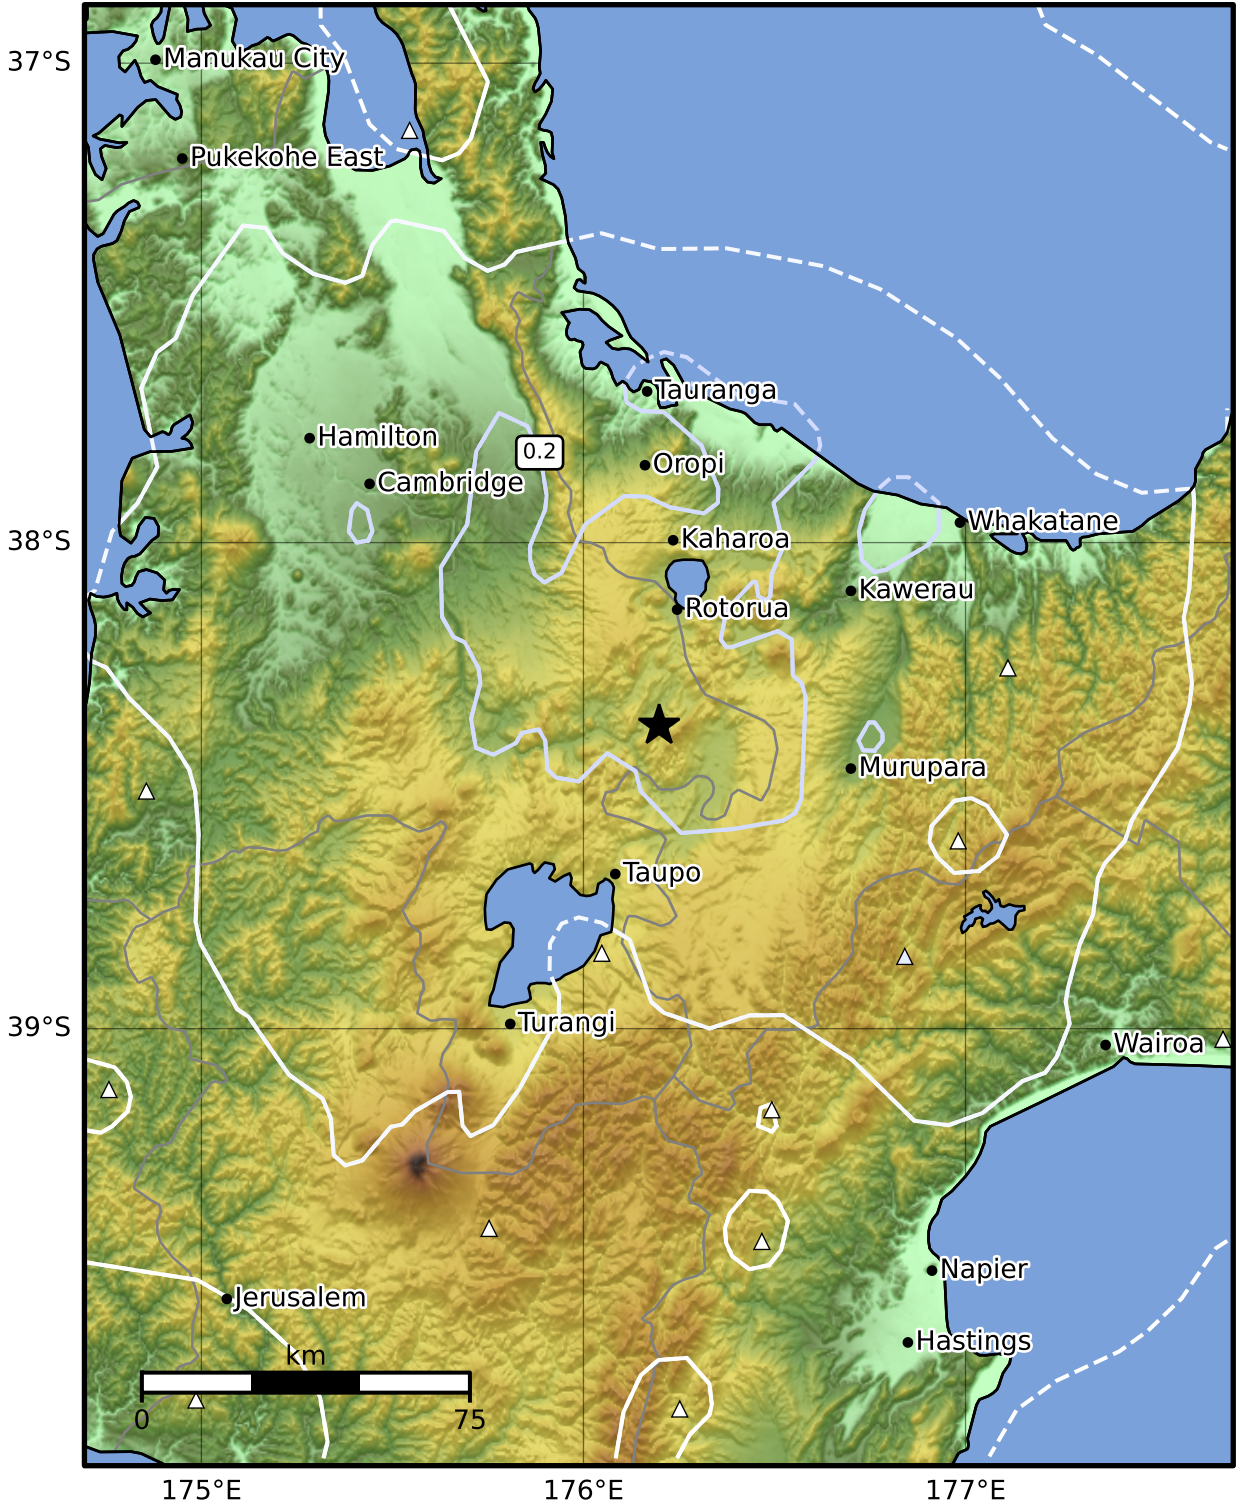 37°S
Manukau City
Pukekohe East
Tauranga
Hamilton
0.2
Oropi
Cambridge
38°S
Whakatane
Kaharoa
Kawerau
Rotorua
Murupara
Taupo
39°S
Turangi
Wairoa
Napier
Jerusalem
Hastings
km
0
75
175°E
176°E
177°E